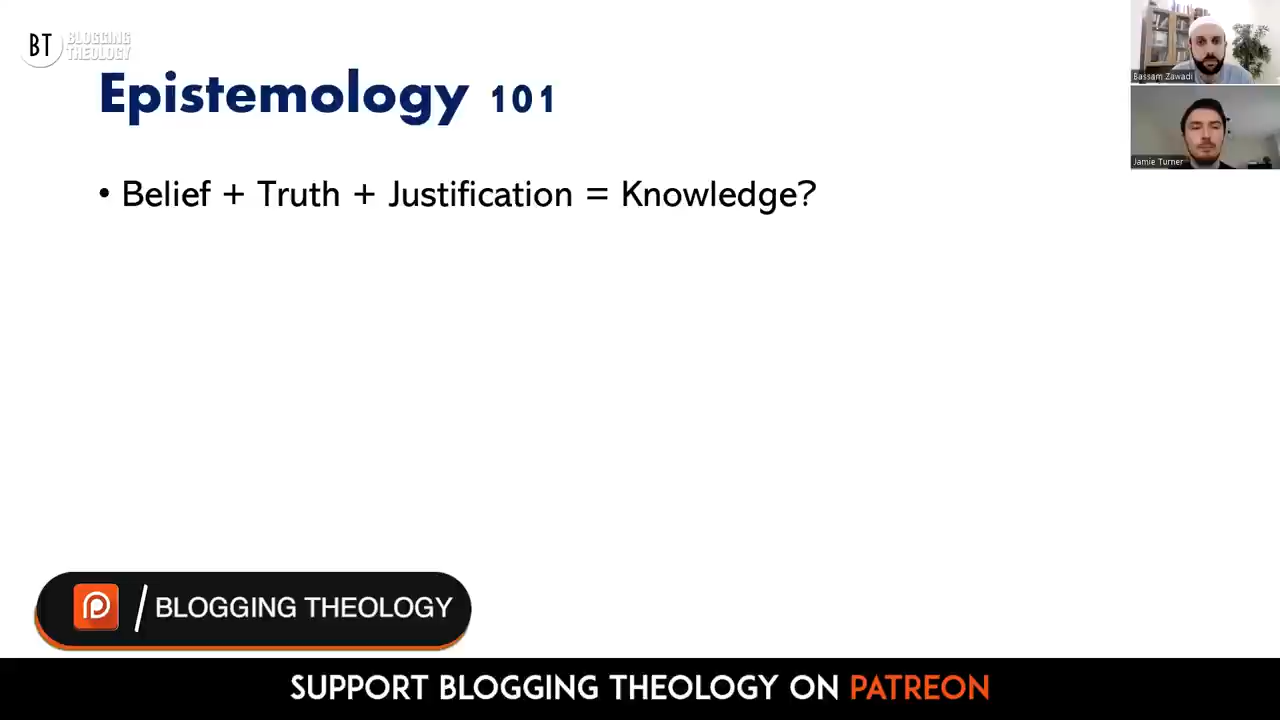 BT
BLOGGING
THEOLOGY
Epistemology 101
• Belief + Truth + Justification = Knowledge?
Bassam Zawadi
Jamie Turner
/ BLOGGING THEOLOGY
SUPPORT BLOGGING THEOLOGY ON PATREON